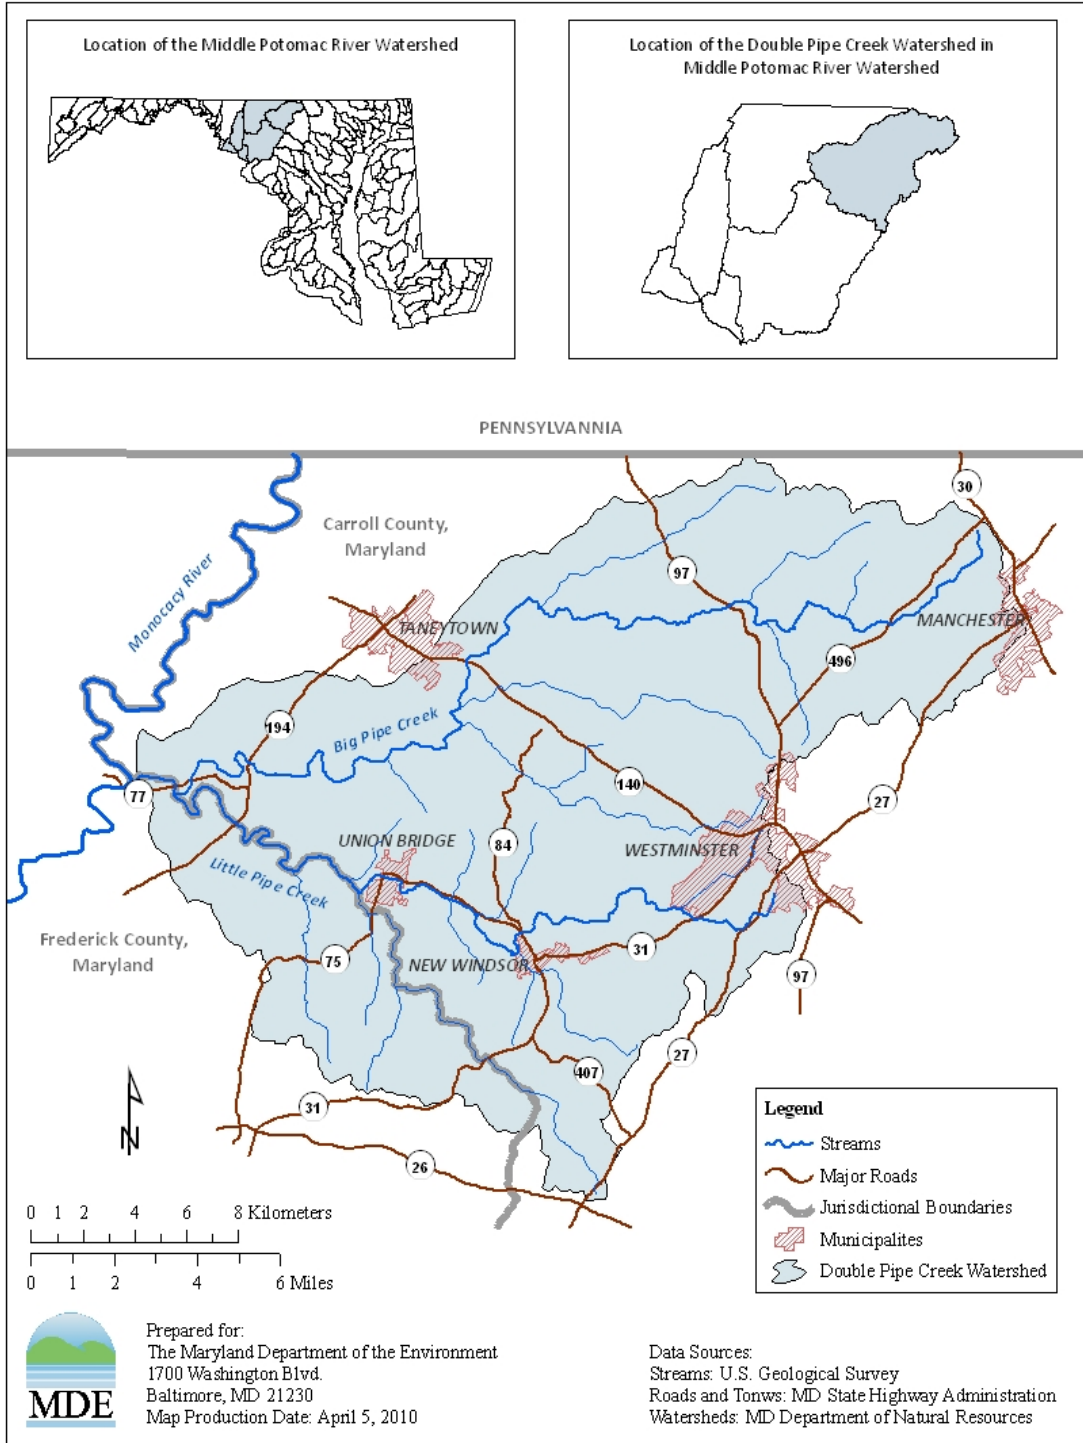 Location of the Middle Potomac River Watershed
Location of the Double Pipe Creek Watershed in
Middle Potomac River Watershed
PENNSYLVANNIA
30
Carroll County,
Maryland
Monocacy River
97
TANEYTOWN
MANCHESTER
496
194
Big Pipe Creek
77
140
27
UNION BRIDGE
84
WESTMINSTER
Little Pipe Creek
Frederick County,
Maryland
75
NEW WINDSOR
31
97
27
407
31
26
Legend
Streams
Major Roads
Jurisdictional Boundaries
Municipalites
Double Pipe Creek Watershed
N
0 1 2 4 6 8 Kilometers
0 1 2 4 6 Miles
MDE
Prepared for:
The Maryland Department of the Environment
1700 Washington Blvd.
Baltimore, MD 21230
Map Production Date: April 5, 2010
Data Sources:
Streams: U.S. Geological Survey
Roads and Tonws: MD State Highway Administration
Watersheds: MD Department of Natural Resources